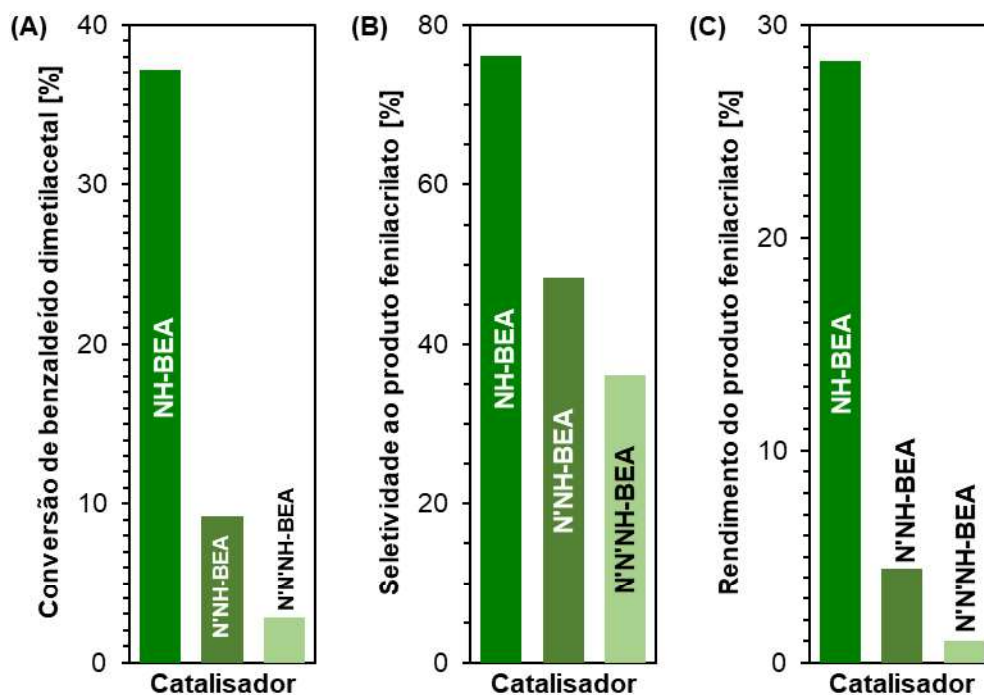 (A)
Conversão de benzaldeído dimetilacetal [%]
40
30
20
10
0
NH-BEA
N'NH-BEA
N'N'NH-BEA
Catalisador
(B)
Seletividade ao produto fenilacrilato [%]
80
60
40
20
0
NH-BEA
N'NH-BEA
N'N'NH-BEA
Catalisador
(C)
Rendimento do produto fenilacrilato [%]
30
20
10
0
NH-BEA
N'NH-BEA
N'N'NH-BEA
Catalisador